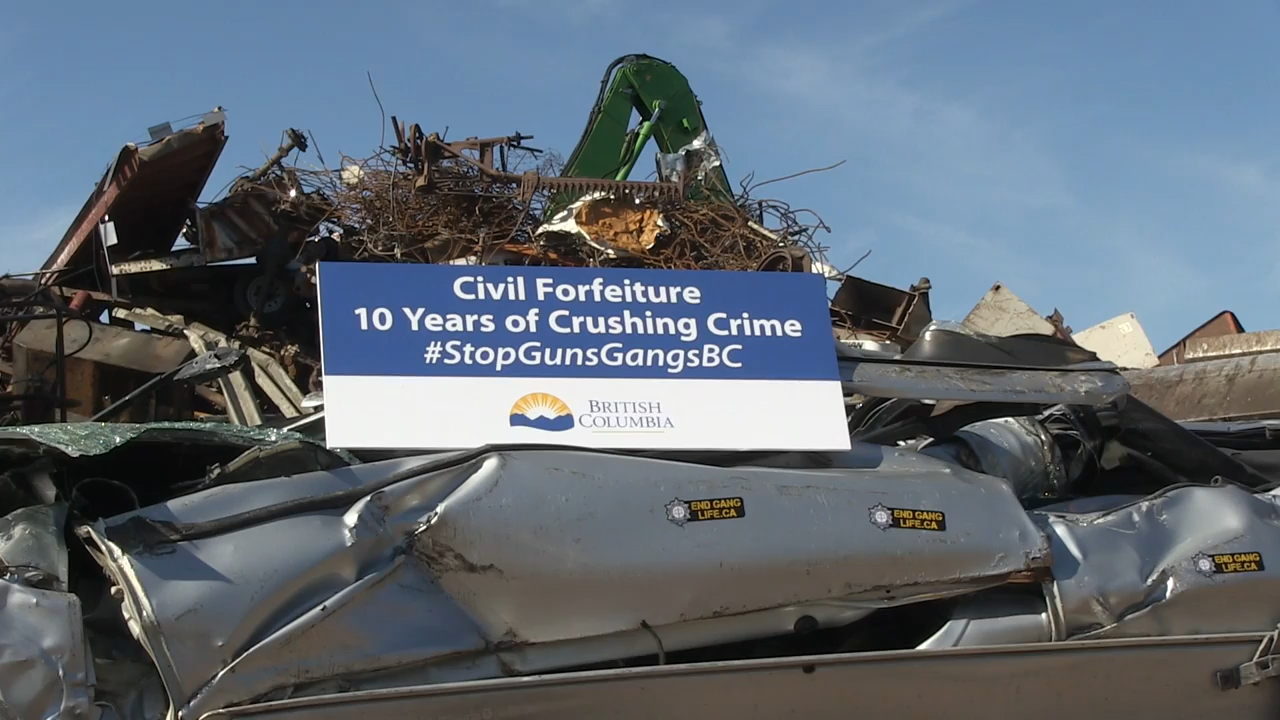 Civil Forfeiture
10 Years of Crushing Crime
#StopGunsGangsBC
BRITISH
COLUMBIA
END GANG
LIFE.CA
END GANG
LIFE.CA
END GANG
LIFE.CA